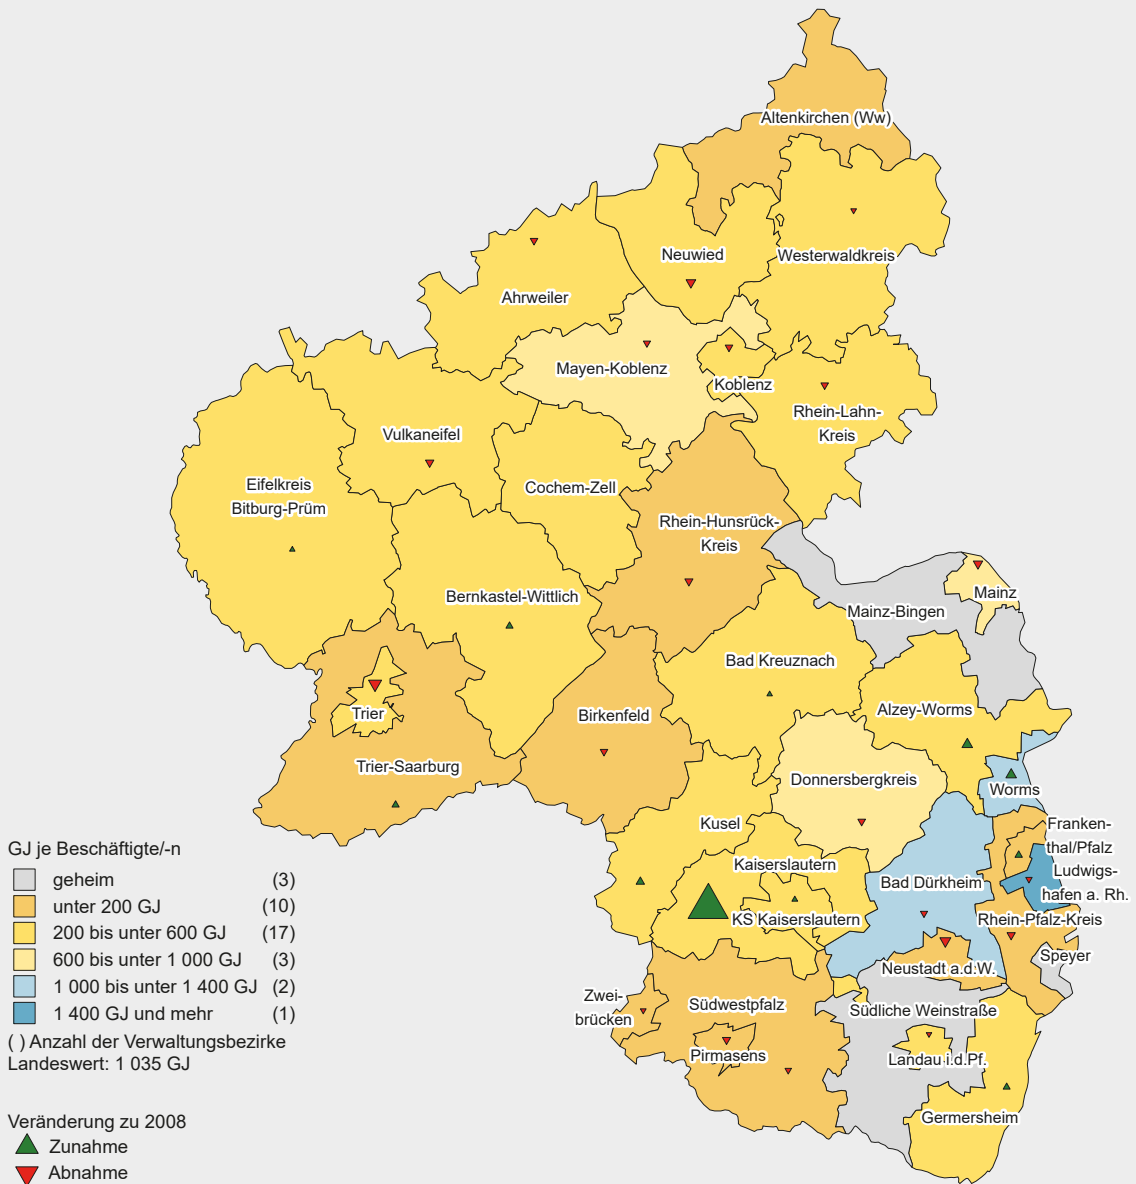 Altenkirchen (Ww)
Neuwied
Westerwaldkreis
Ahrweiler
Mayen-Koblenz
Koblenz
Rhein-Lahn-
Kreis
Vulkaneifel
Eifelkreis
Bitburg-Prüm
Cochem-Zell
Rhein-Hunsrück-
Kreis
Bernkastel-Wittlich
Mainz
Mainz-Bingen
Bad Kreuznach
Trier
Birkenfeld
Alzey-Worms
Trier-Saarburg
Donnersbergkreis
Worms
Kusel
Franken-
thal/Pfalz
Kaiserslautern
Bad Dürkheim
Ludwigs-
hafen a. Rh.
KS Kaiserslautern
Rhein-Pfalz-Kreis
Neustadt a.d.W.
Speyer
Zwei-
brücken
Südwestpfalz
Südliche Weinstraße
Pirmasens
Landau i.d.Pf.
Germersheim
GJ je Beschäftigte/-n
geheim (3)
unter 200 GJ (10)
200 bis unter 600 GJ (17)
600 bis unter 1 000 GJ (3)
1 000 bis unter 1 400 GJ (2)
1 400 GJ und mehr (1)
( ) Anzahl der Verwaltungsbezirke
Landeswert: 1 035 GJ
Veränderung zu 2008
Zunahme
Abnahme